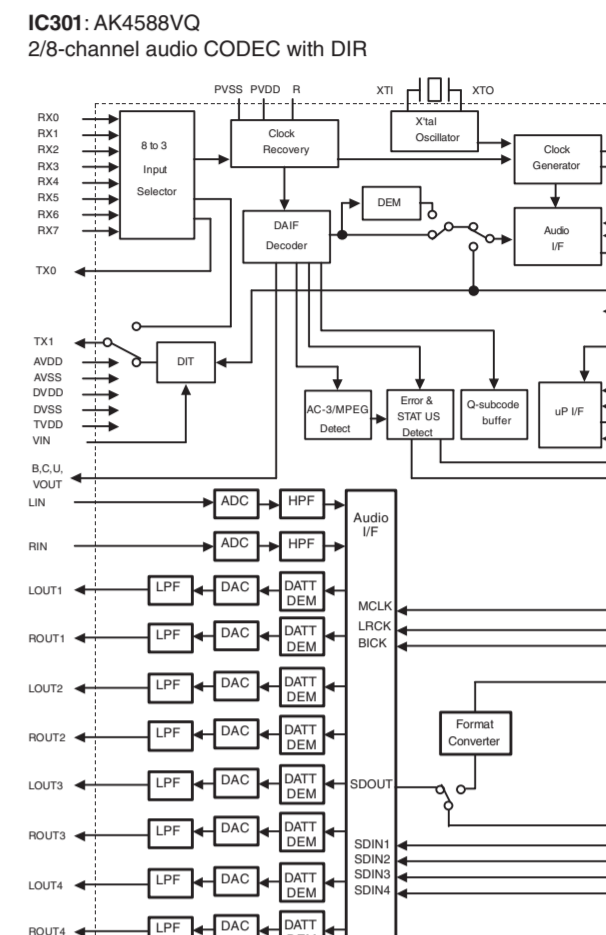 IC301: AK4588VQ
2/8-channel audio CODEC with DIR
PVSS PVDD R
XTI XTO
RX0
RX1
RX2
RX3
RX4
RX5
RX6
RX7
8 to 3
Input
Selector
Clock
Recovery
X'tal
Oscillator
Clock
Generator
DEM
DAIF
Decoder
Audio
I/F
TX0
TX1
AVDD
AVSS
DVDD
DVSS
TVDD
VIN
DIT
AC-3/MPEG
Detect
Error &
STAT US
Detect
Q-subcode
buffer
uP I/F
B,C,U,
VOUT
LIN ADC HPF
Audio
I/F
RIN ADC HPF
LOUT1 LPF DAC DATT
DEM
MCLK
LRCK
BICK
ROUT1 LPF DAC DATT
DEM
LOUT2 LPF DAC DATT
DEM
ROUT2 LPF DAC DATT
DEM
Format
Converter
LOUT3 LPF DAC DATT
DEM
SDOUT
ROUT3 LPF DAC DATT
DEM
SDIN1
SDIN2
SDIN3
SDIN4
LOUT4 LPF DAC DATT
DEM
ROUT4 LPF DAC DATT